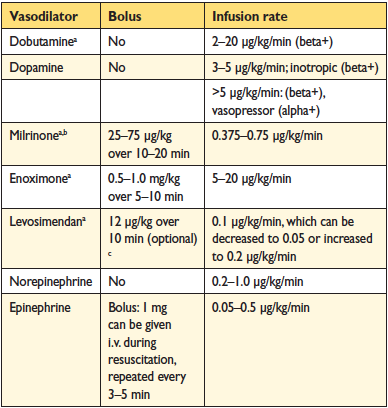 Vasodilator Bolus Infusion rate
Dobutamineᵃ No 2–20 µg/kg/min (beta+)
Dopamine No 3–5 µg/kg/min; inotropic (beta+)
>5 µg/kg/min: (beta+),
vasopressor (alpha+)
Milrinoneᵃ,ᵇ 25–75 µg/kg 0.375–0.75 µg/kg/min
over 10–20 min
Enoximoneᵃ 0.5–1.0 mg/kg 5–20 µg/kg/min
over 5–10 min
Levosimendanᵃ 12 µg/kg over 0.1 µg/kg/min, which can be
10 min (optional) decreased to 0.05 or increased
c to 0.2 µg/kg/min
Norepinephrine No 0.2–1.0 µg/kg/min
Epinephrine Bolus: 1 mg 0.05–0.5 µg/kg/min
can be given
i.v. during
resuscitation,
repeated every
3–5 min